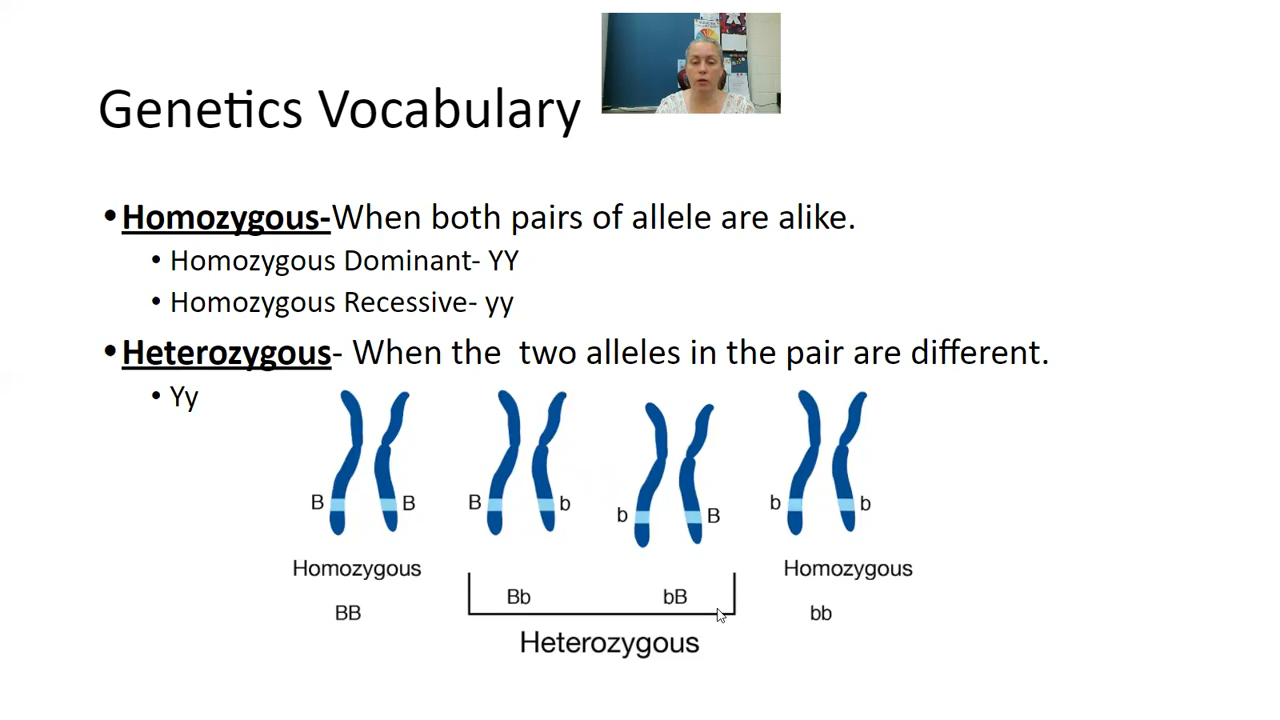 Genetics Vocabulary
•Homozygous-When both pairs of allele are alike.
• Homozygous Dominant- YY
• Homozygous Recessive- yy
•Heterozygous- When the  two alleles in the pair are different.
• Yy
B B B b b B b b
Homozygous Homozygous
Bb bB
BB bb
Heterozygous